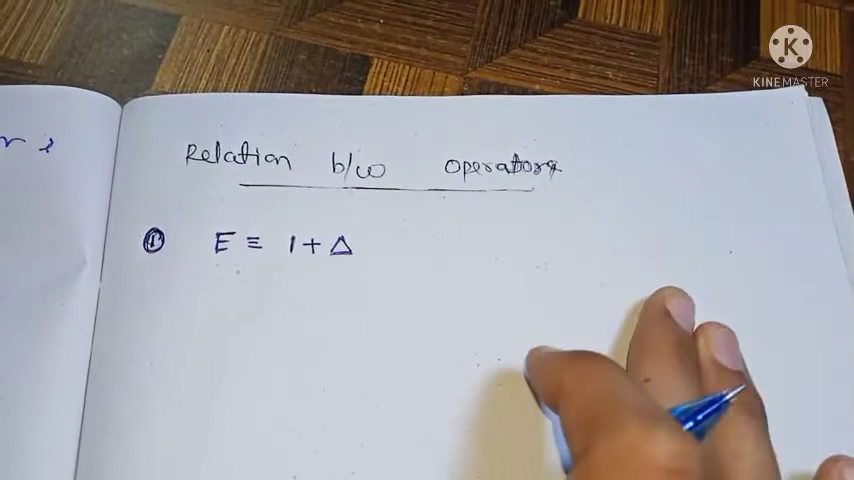 Relation b/w operators
① E ≡ 1 + Δ
KINEMASTER